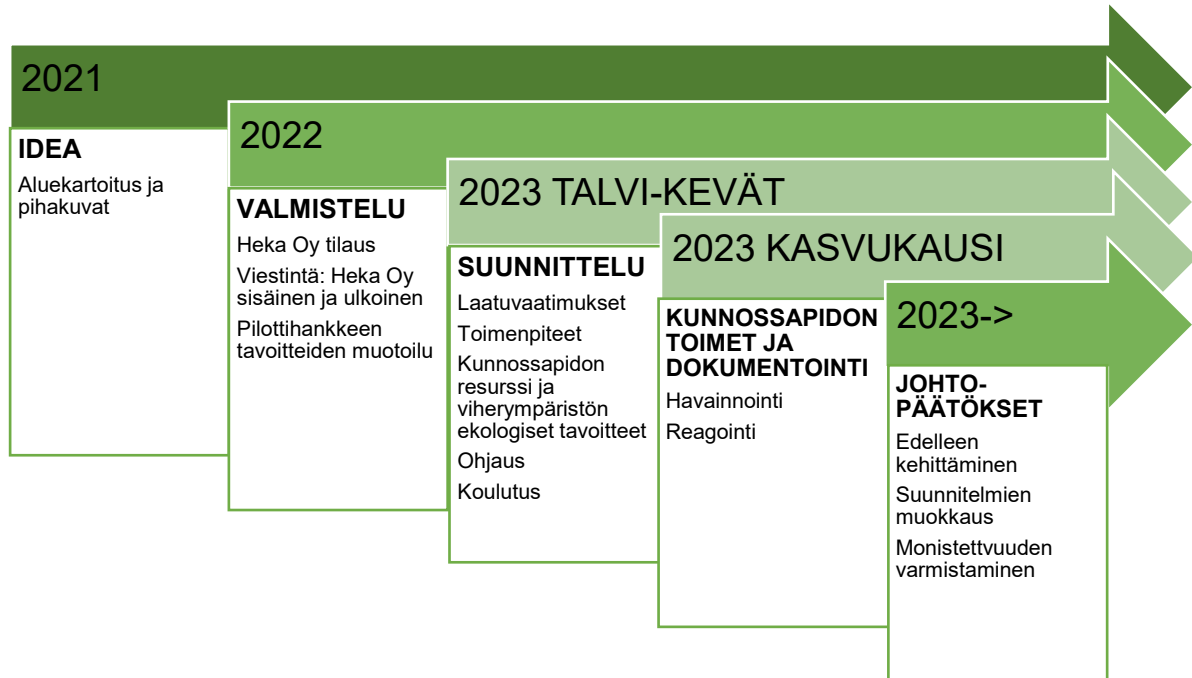 2021
IDEA
Aluekartoitus ja
pihakuvat
2022
VALMISTELU
Heka Oy tilaus
Viestintä: Heka Oy
sisäinen ja ulkoinen
Pilottihankkeen
tavoitteiden muotoilu
2023 TALVI-KEVÄT
SUUNNITTELU
Laatuvaatimukset
Toimenpiteet
Kunnossapidon
resurssi ja
viherympäristön
ekologiset tavoitteet
Ohjaus
Koulutus
2023 KASVUKAUSI
KUNNOSSAPIDON
TOIMET JA
DOKUMENTOINTI
Havainnointi
Reagointi
2023->
JOHTO-
PÄÄTÖKSET
Edelleen
kehittäminen
Suunnitelmien
muokkaus
Monistettvuuden
varmistaminen